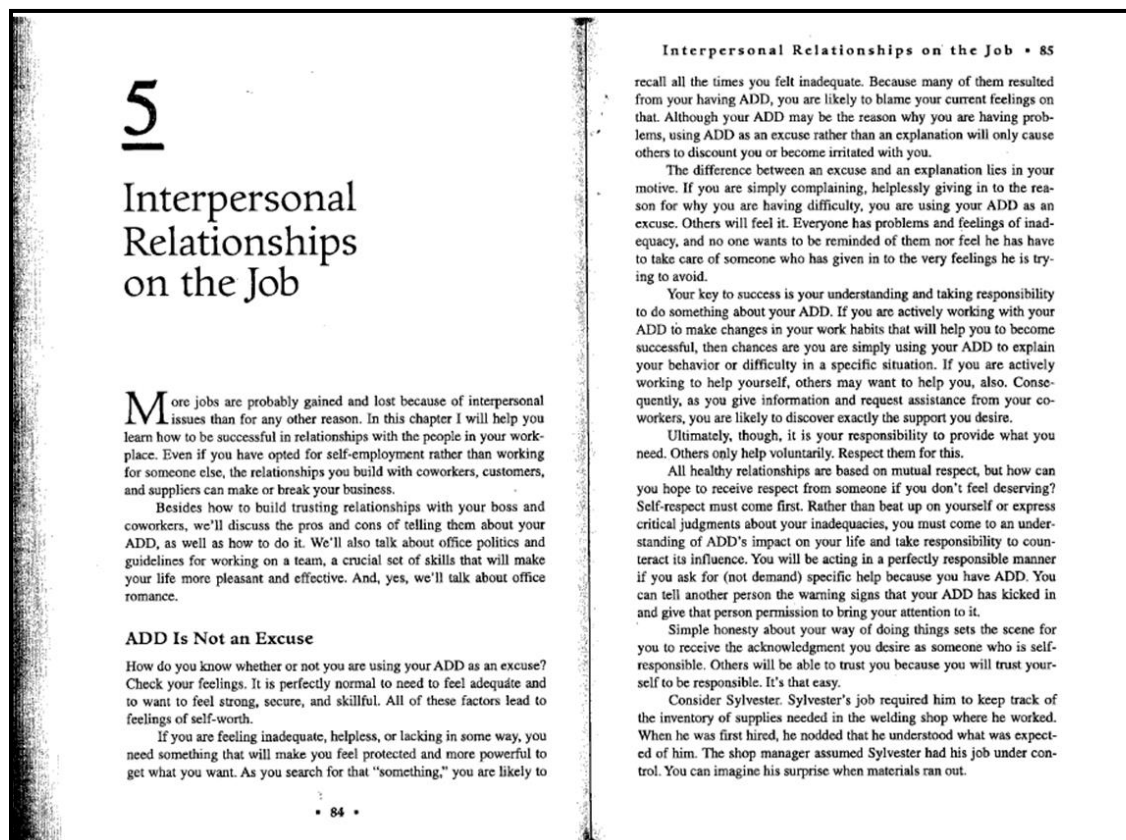 5
Interpersonal
Relationships
on the Job
More jobs are probably gained and lost because of interpersonal
issues than for any other reason. In this chapter I will help you
learn how to be successful in relationships with the people in your work-
place. Even if you have opted for self-employment rather than working
for someone else, the relationships you build with coworkers, customers,
and suppliers can make or break your business.
Besides how to build trusting relationships with your boss and
coworkers, we'll discuss the pros and cons of telling them about your
ADD, as well as how to do it. We'll also talk about office politics and
guidelines for working on a team, a crucial set of skills that will make
your life more pleasant and effective. And, yes, we'll talk about office
romance.
ADD Is Not an Excuse
How do you know whether or not you are using your ADD as an excuse?
Check your feelings. It is perfectly normal to need to feel adequate and
to want to feel strong, secure, and skillful. All of these factors lead to
feelings of self-worth.
If you are feeling inadequate, helpless, or lacking in some way, you
need something that will make you feel protected and more powerful to
get what you want. As you search for that "something," you are likely to
• 84 •
Interpersonal Relationships on the Job • 85
recall all the times you felt inadequate. Because many of them resulted
from your having ADD, you are likely to blame your current feelings on
that. Although your ADD may be the reason why you are having prob-
lems, using ADD as an excuse rather than an explanation will only cause
others to discount you or become irritated with you.
The difference between an excuse and an explanation lies in your
motive. If you are simply complaining, helplessly giving in to the rea-
son for why you are having difficulty, you are using your ADD as an
excuse. Others will feel it. Everyone has problems and feelings of inad-
equacy, and no one wants to be reminded of them nor feel he has have
to take care of someone who has given in to the very feelings he is try-
ing to avoid.
Your key to success is your understanding and taking responsibility
to do something about your ADD. If you are actively working with your
ADD to make changes in your work habits that will help you to become
successful, then chances are you are simply using your ADD to explain
your behavior or difficulty in a specific situation. If you are actively
working to help yourself, others may want to help you, also. Conse-
quently, as you give information and request assistance from your co-
workers, you are likely to discover exactly the support you desire.
Ultimately, though, it is your responsibility to provide what you
need. Others only help voluntarily. Respect them for this.
All healthy relationships are based on mutual respect, but how can
you hope to receive respect from someone if you don't feel deserving?
Self-respect must come first. Rather than beat up on yourself or express
critical judgments about your inadequacies, you must come to an under-
standing of ADD's impact on your life and take responsibility to coun-
teract its influence. You will be acting in a perfectly responsible manner
if you ask for (not demand) specific help because you have ADD. You
can tell another person the warning signs that your ADD has kicked in
and give that person permission to bring your attention to it.
Simple honesty about your way of doing things sets the scene for
you to receive the acknowledgment you desire as someone who is self-
responsible. Others will be able to trust you because you will trust your-
self to be responsible. It's that easy.
Consider Sylvester. Sylvester's job required him to keep track of
the inventory of supplies needed in the welding shop where he worked.
When he was first hired, he nodded that he understood what was expect-
ed of him. The shop manager assumed Sylvester had his job under con-
trol. You can imagine his surprise when materials ran out.